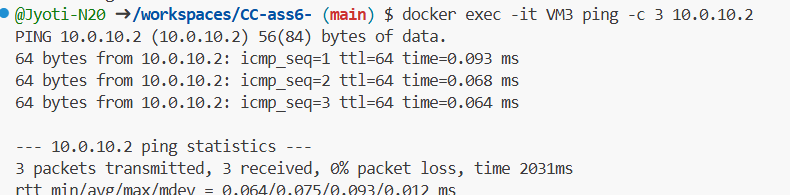 @Jyoti-N20 ➜/workspaces/CC-ass6- (main) $ docker exec -it VM3 ping -c 3 10.0.10.2
PING 10.0.10.2 (10.0.10.2) 56(84) bytes of data.
64 bytes from 10.0.10.2: icmp_seq=1 ttl=64 time=0.093 ms
64 bytes from 10.0.10.2: icmp_seq=2 ttl=64 time=0.068 ms
64 bytes from 10.0.10.2: icmp_seq=3 ttl=64 time=0.064 ms
--- 10.0.10.2 ping statistics ---
3 packets transmitted, 3 received, 0% packet loss, time 2031ms
rtt min/avg/max/mdev = 0.064/0.075/0.093/0.012 ms